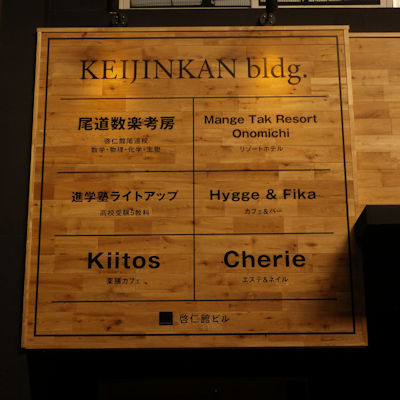 KEIJINKAN bldg.
尾道数楽考房
啓仁館尾道校
数学・物理・化学・生物
Mange Tak Resort
Onomichi
リゾートホテル
進学塾ライトアップ
高校受験5教科
Hygge & Fika
カフェ&バー
Kiitos
薬膳カフェ
Cherie
エステ&ネイル
啓仁館ビル